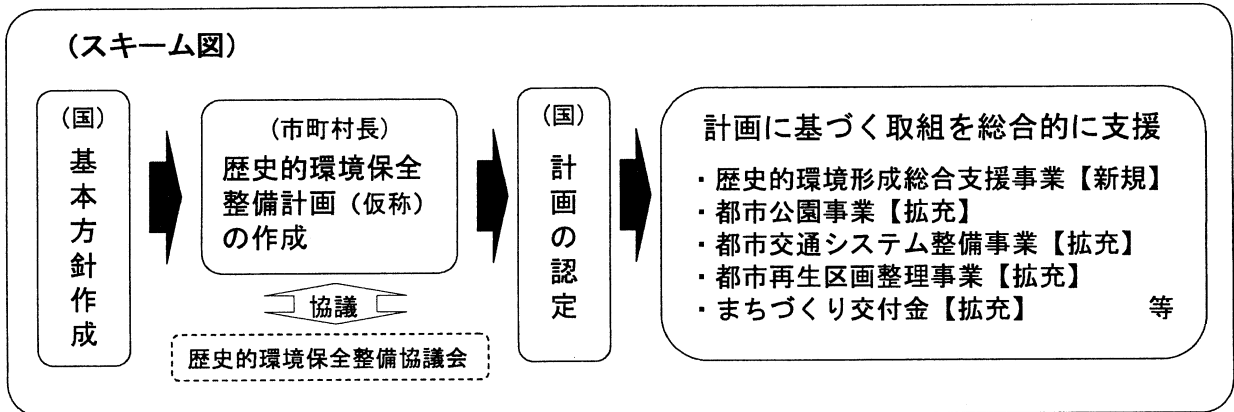 (スキーム図)
(国)
基本方針作成
(市町村長)
歴史的環境保全
整備計画(仮称)
の作成
協議
歴史的環境保全整備協議会
(国)
計画の認定
計画に基づく取組を総合的に支援
・歴史的環境形成総合支援事業【新規】
・都市公園事業【拡充】
・都市交通システム整備事業【拡充】
・都市再生区画整理事業【拡充】
・まちづくり交付金【拡充】 等